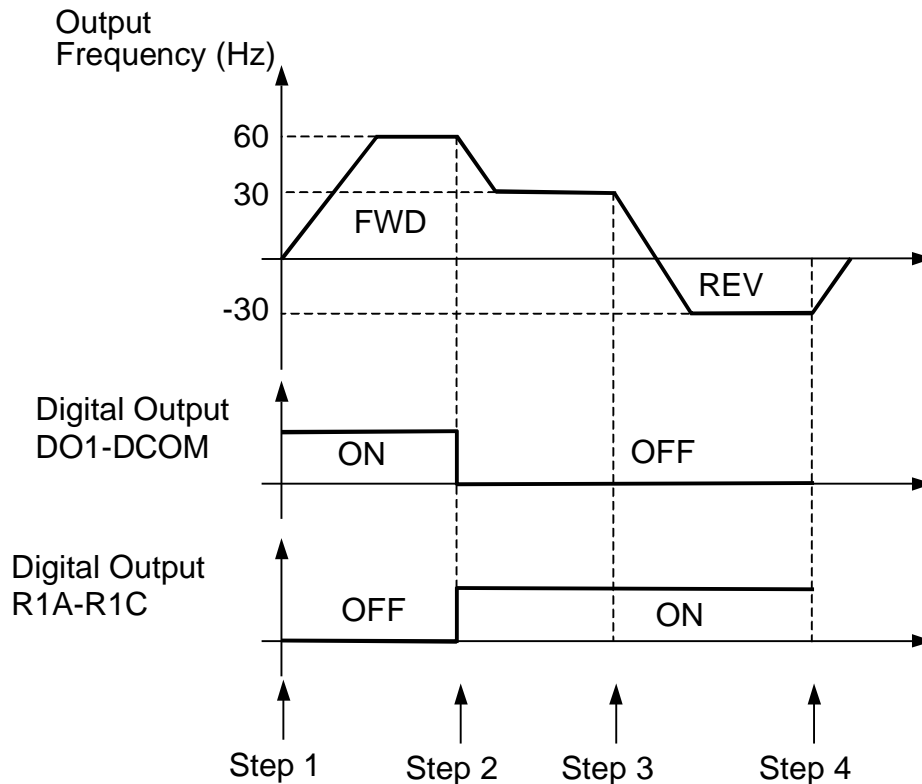 Output
Frequency (Hz)
60
30
FWD
REV
-30
Digital Output
DO1-DCOM
ON
OFF
Digital Output
R1A-R1C
OFF
ON
Step 1
Step 2
Step 3
Step 4